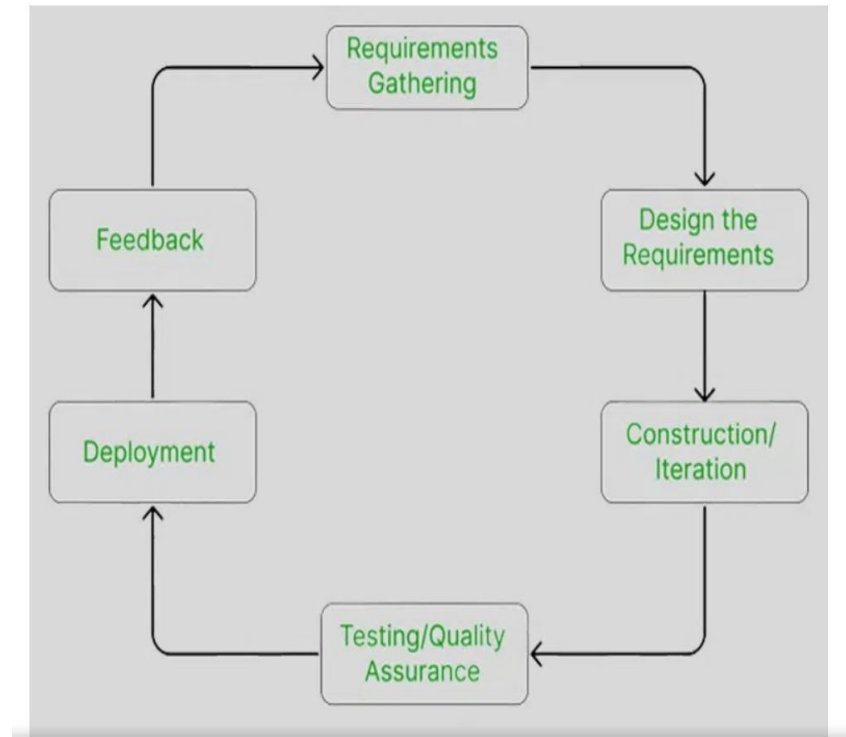 Requirements
Gathering
Design the
Requirements
Construction/
Iteration
Testing/Quality
Assurance
Deployment
Feedback